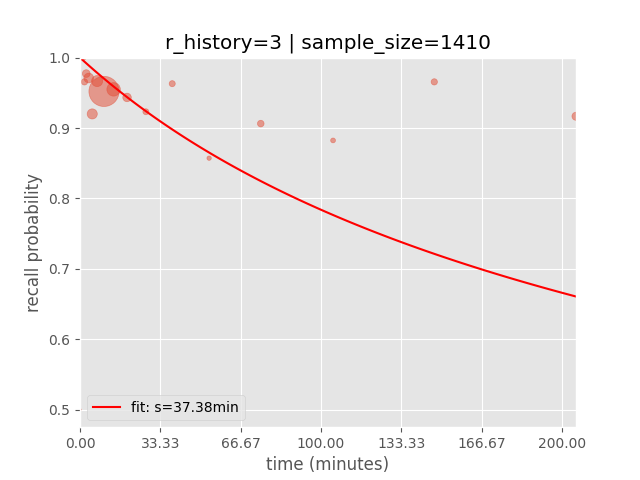 r_history=3 | sample_size=1410
recall probability
1.0
0.9
0.8
0.7
0.6
0.5
fit: s=37.38min
0.00 33.33 66.67 100.00 133.33 166.67 200.00
time (minutes)